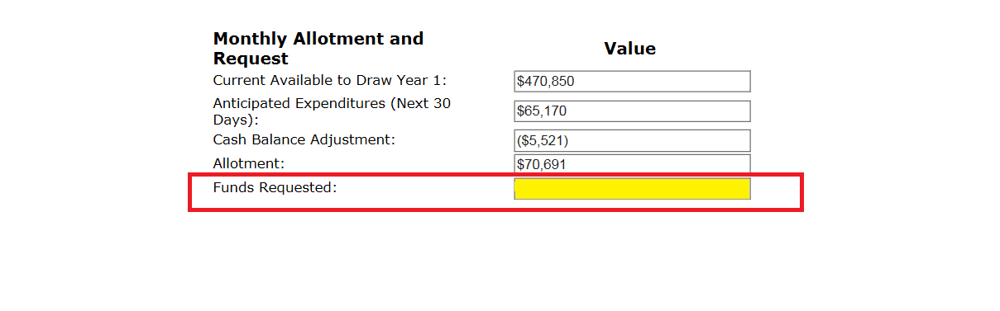 Monthly Allotment and
Request
Value
Current Available to Draw Year 1:
$470,850
Anticipated Expenditures (Next 30
Days):
$65,170
Cash Balance Adjustment:
($5,521)
Allotment:
$70,691
Funds Requested: